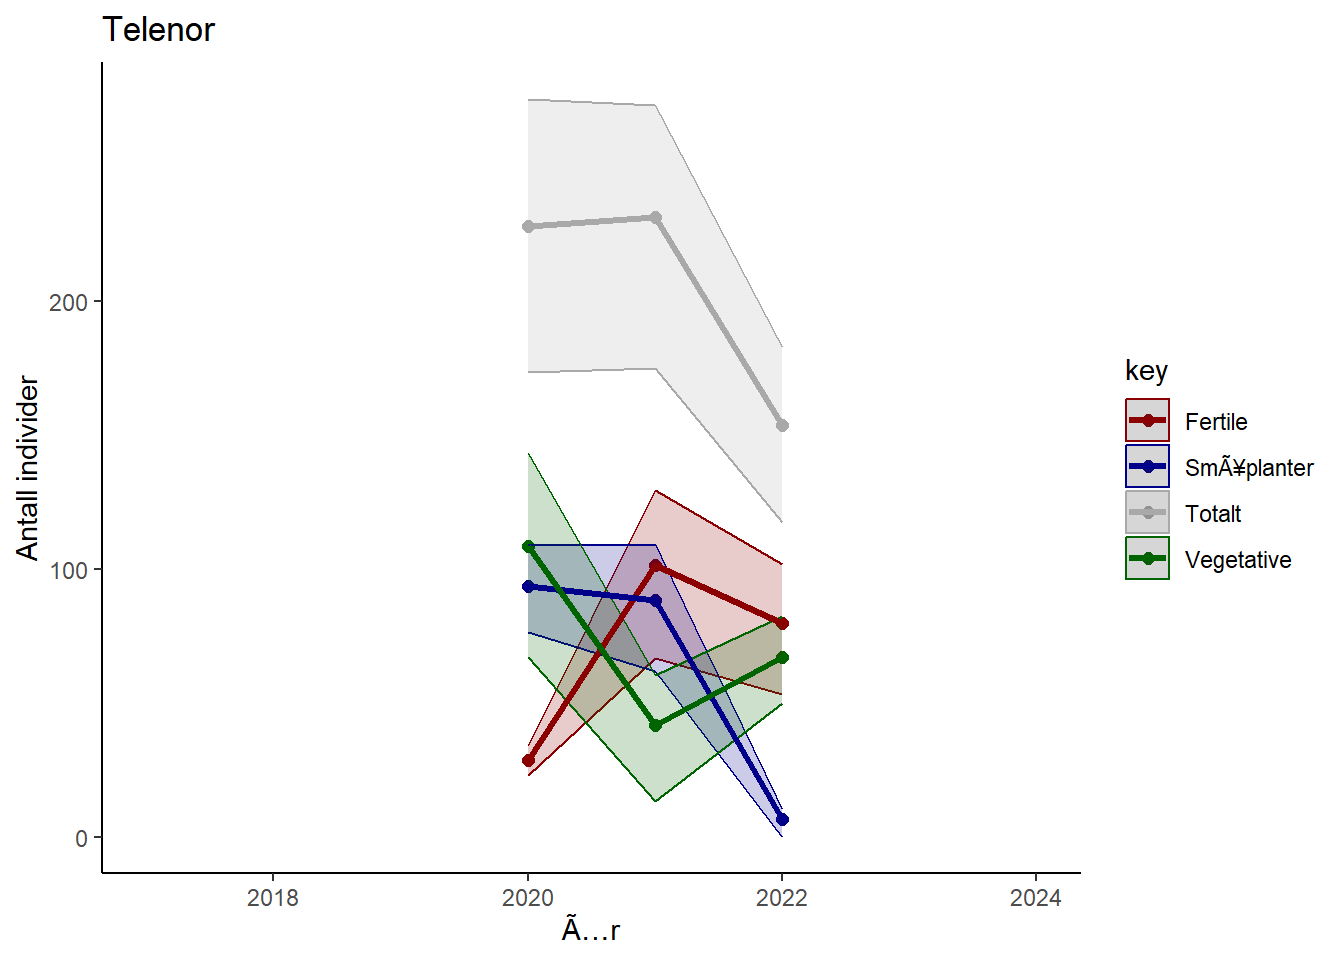 Telenor
Antall individer
200
100
0
2018
2020
2022
2024
Ã…r
key
Fertile
SmÃ¥planter
Totalt
Vegetative